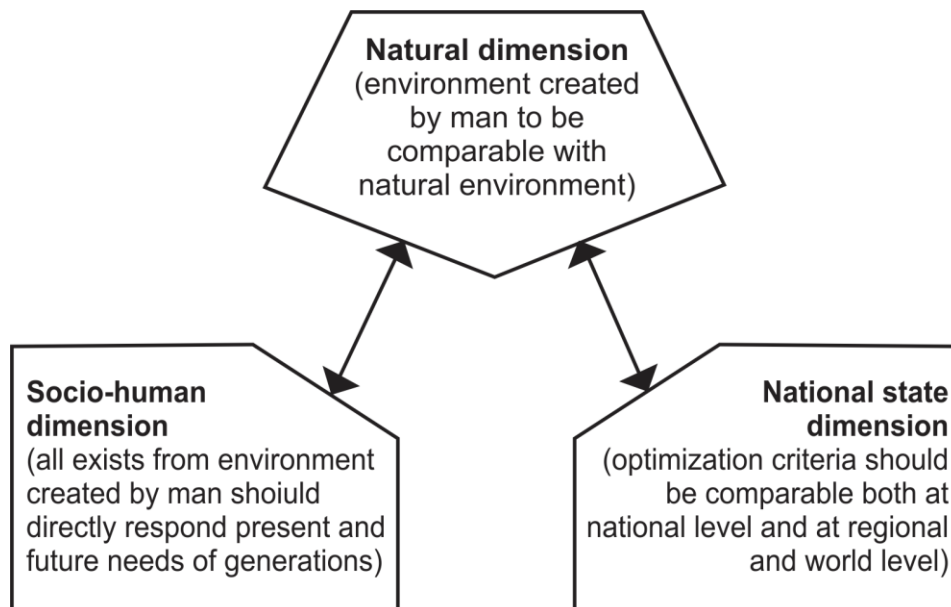 Natural dimension
(environment created
by man to be
comparable with
natural environment)
Socio-human
dimension
(all exists from environment
created by man shoiuld
directly respond present and
future needs of generations)
National state
dimension
(optimization criteria should
be comparable both at
national level and at regional
and world level)